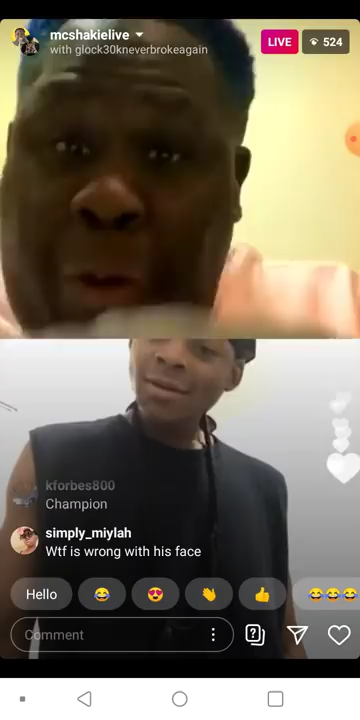 mcshakielive
LIVE
524
with glock30kneverbrokeagain
kforbes800
Champion
simply_miylah
Wtf is wrong with his face
Hello
Comment